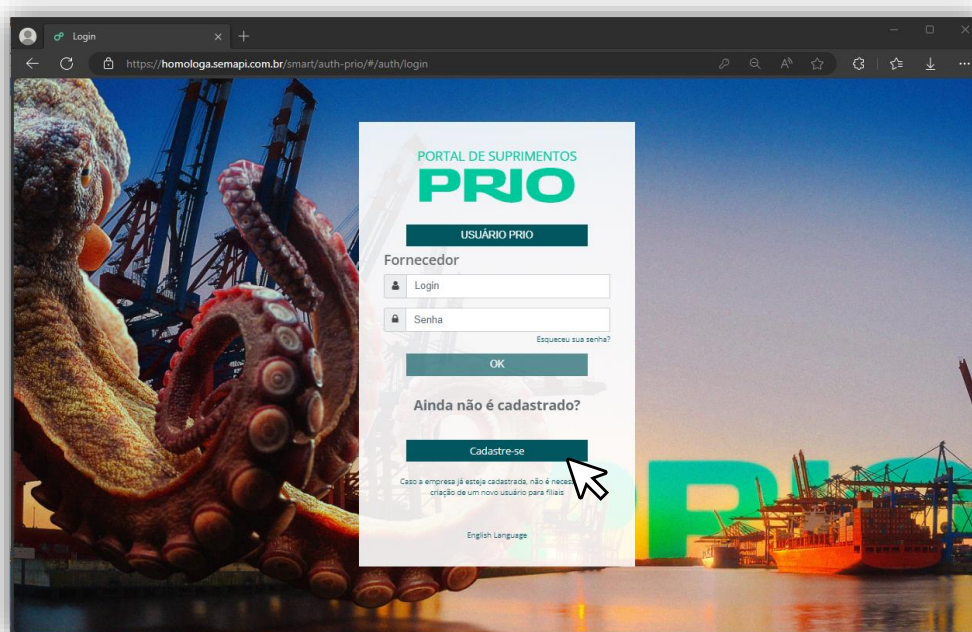 Login
https://homologa.semapi.com.br/smart/auth-prio/#/auth/login
PORTAL DE SUPRIMENTOS
PRIO
USUÁRIO PRIO
Fornecedor
Login
Senha
Esqueceu sua senha?
OK
Ainda não é cadastrado?
Cadastre-se
Caso a empresa já esteja cadastrada, não é
criação de um novo usuário para filiais
English Language
PRIO